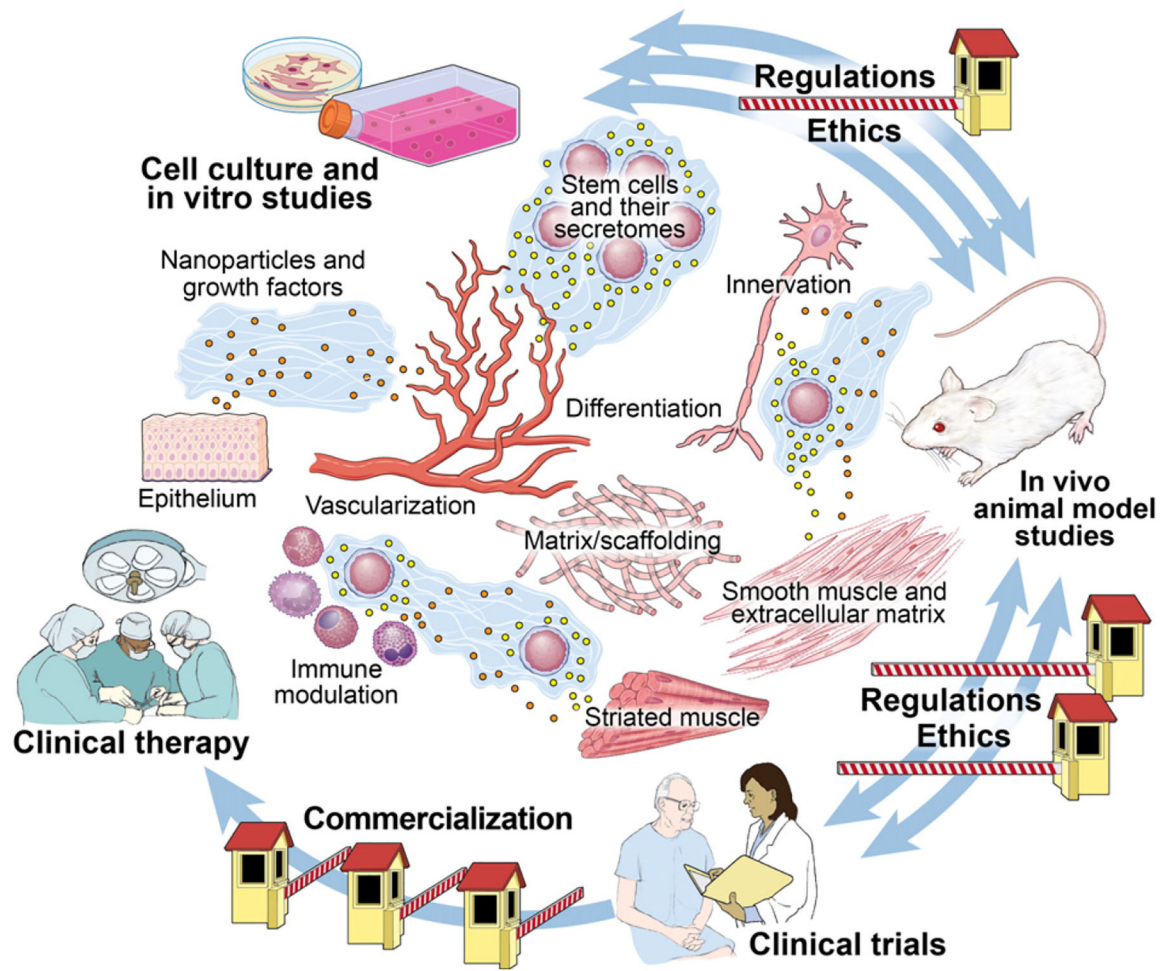 Regulations
Ethics
Cell culture and
in vitro studies
Stem cells
and their
secretomes
Nanoparticles and
growth factors
Innervation
Differentiation
Epithelium
Vascularization
Matrix/scaffolding
In vivo
animal model
studies
Smooth muscle and
extracellular matrix
Immune
modulation
Striated muscle
Regulations
Ethics
Clinical therapy
Commercialization
Clinical trials